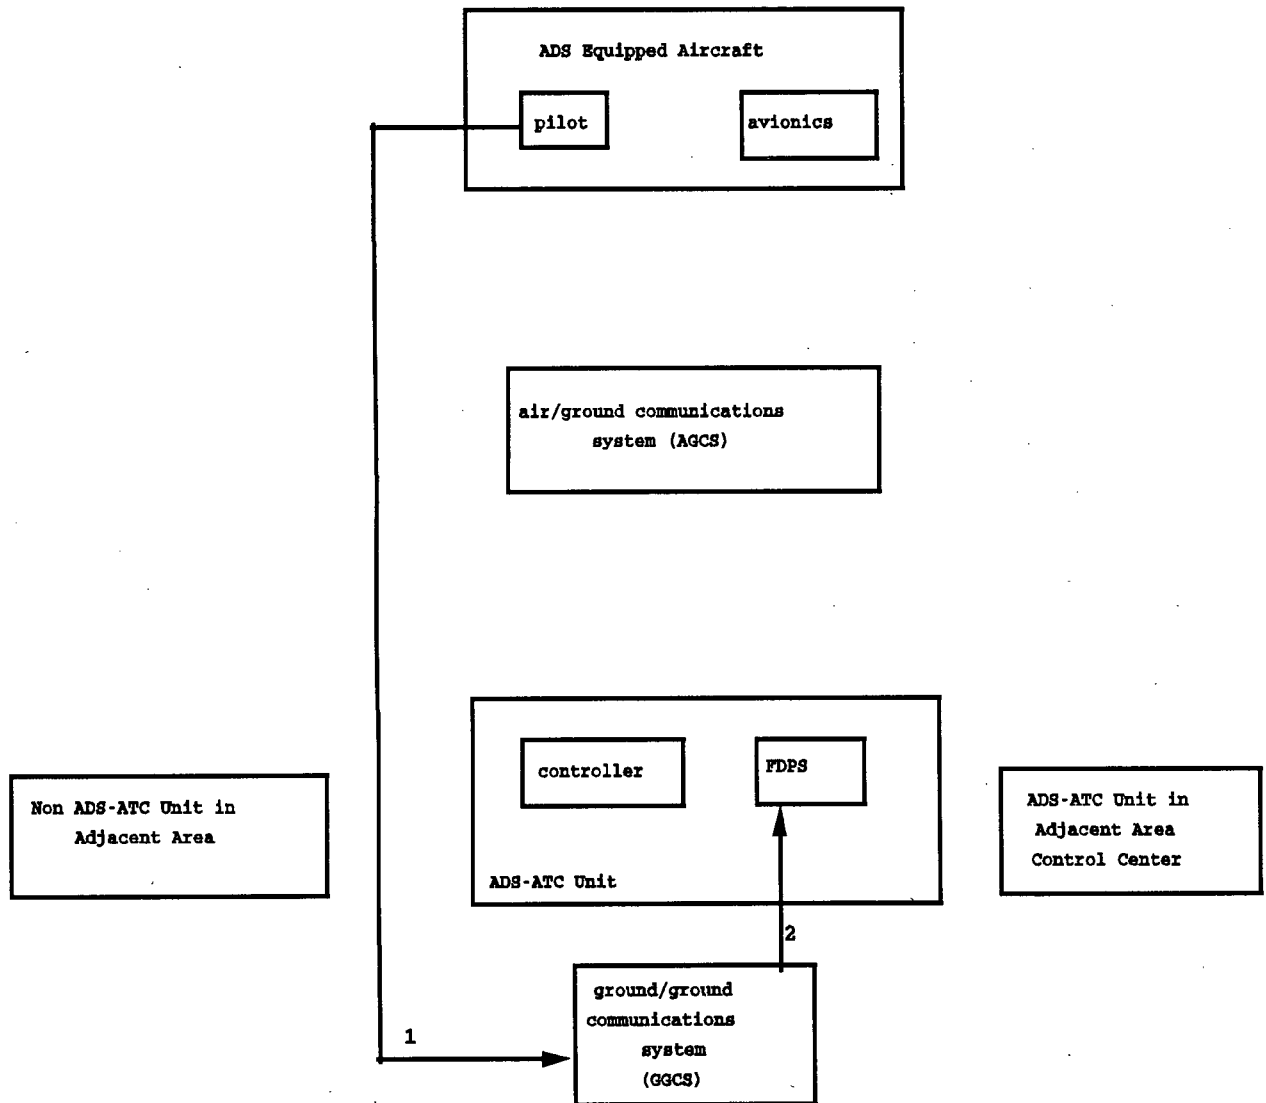 ADS Equipped Aircraft
pilot
avionics
air/ground communications
system (AGCS)
controller
FDPS
Non ADS-ATC Unit in
Adjacent Area
ADS-ATC Unit in
Adjacent Area
Control Center
ADS-ATC Unit
2
ground/ground
communications
system
(GGCS)
1